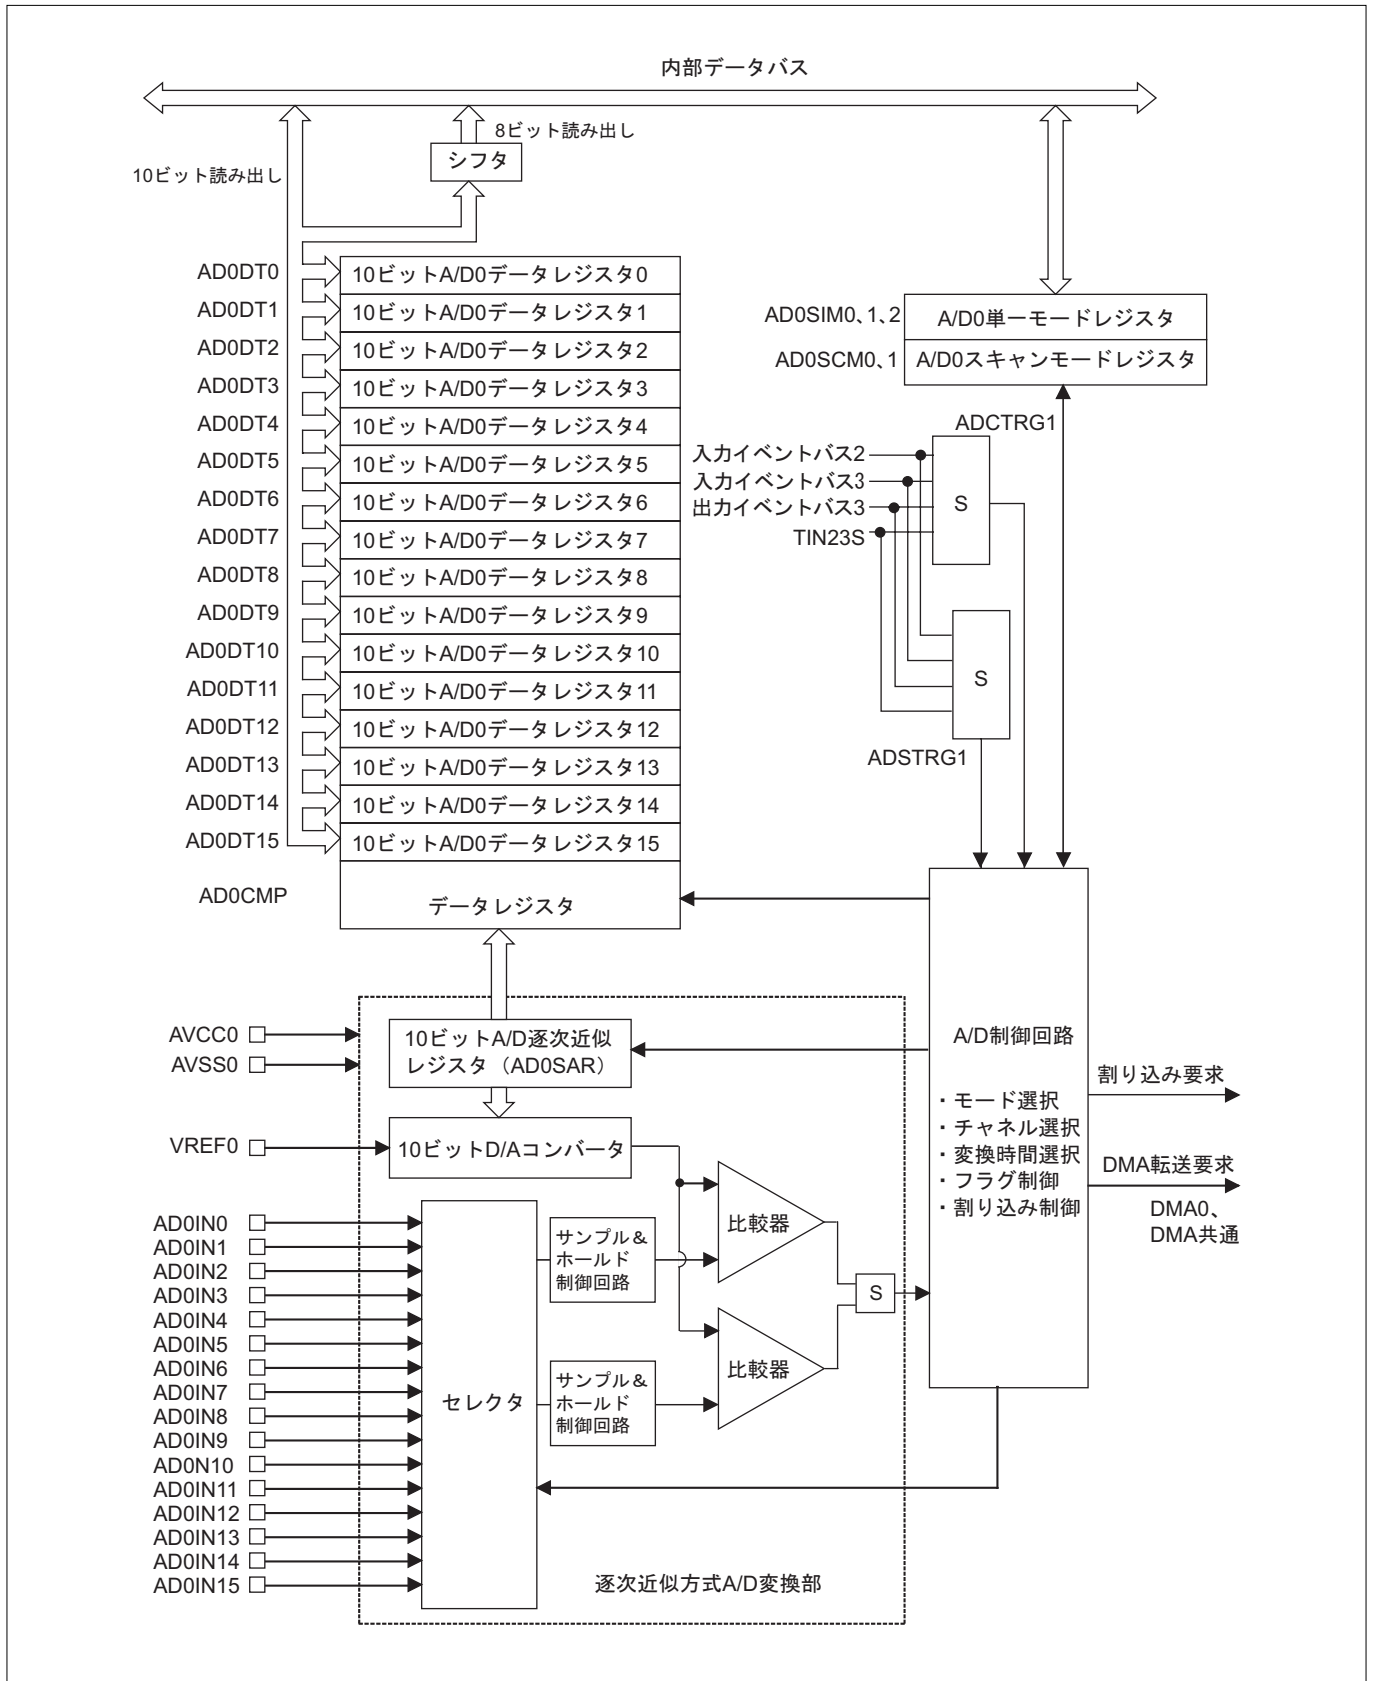 内部データバス
8ビット読み出し
シフタ
10ビット読み出し
AD0DT0
10ビットA/D0データレジスタ0
AD0DT1
10ビットA/D0データレジスタ1
AD0DT2
10ビットA/D0データレジスタ2
AD0DT3
10ビットA/D0データレジスタ3
AD0DT4
10ビットA/D0データレジスタ4
AD0DT5
10ビットA/D0データレジスタ5
AD0DT6
10ビットA/D0データレジスタ6
AD0DT7
10ビットA/D0データレジスタ7
AD0DT8
10ビットA/D0データレジスタ8
AD0DT9
10ビットA/D0データレジスタ9
AD0DT10
10ビットA/D0データレジスタ10
AD0DT11
10ビットA/D0データレジスタ11
AD0DT12
10ビットA/D0データレジスタ12
AD0DT13
10ビットA/D0データレジスタ13
AD0DT14
10ビットA/D0データレジスタ14
AD0DT15
10ビットA/D0データレジスタ15
AD0CMP
データレジスタ
AD0SIM0、1、2
A/D0単一モードレジスタ
AD0SCM0、1
A/D0スキャンモードレジスタ
ADCTRG1
入力イベントバス2
入力イベントバス3
出力イベントバス3
TIN23S
S
S
ADSTRG1
AVCC0
AVSS0
10ビットA/D逐次近似
レジスタ（AD0SAR）
VREF0
10ビットD/Aコンバータ
A/D制御回路
・モード選択
・チャネル選択
・変換時間選択
・フラグ制御
・割り込み制御
割り込み要求
DMA転送要求
DMA0、
DMA共通
AD0IN0
AD0IN1
AD0IN2
AD0IN3
AD0IN4
AD0IN5
AD0IN6
AD0IN7
AD0IN8
AD0IN9
AD0N10
AD0IN11
AD0IN12
AD0IN13
AD0IN14
AD0IN15
セレクタ
サンプル＆
ホールド
制御回路
比較器
サンプル＆
ホールド
制御回路
比較器
S
逐次近似方式A/D変換部